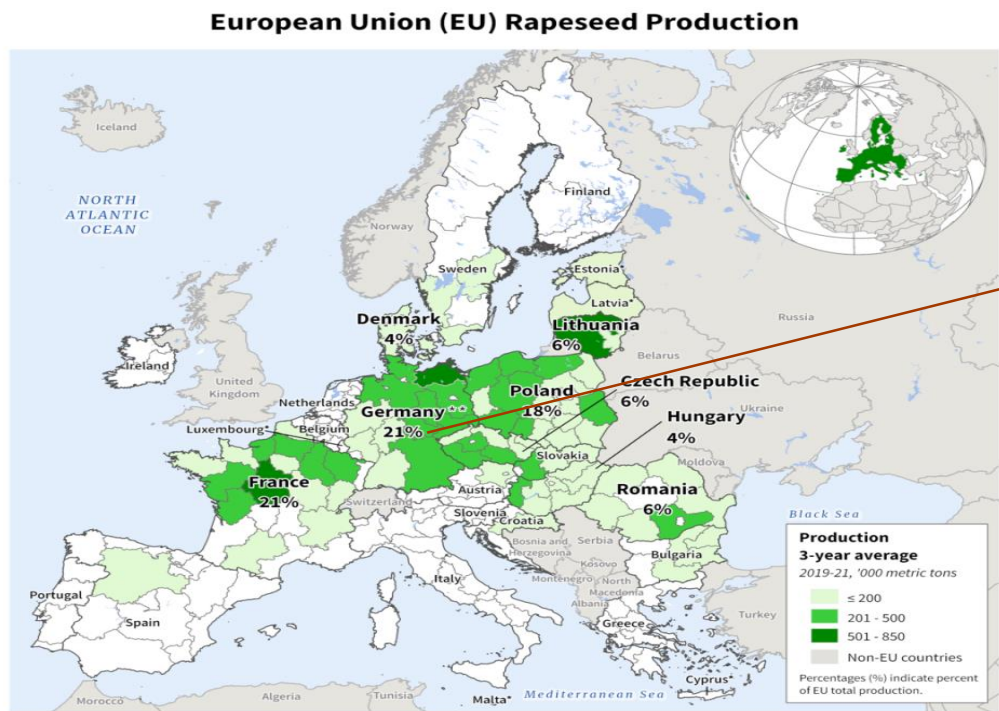 European Union (EU) Rapeseed Production
Iceland
NORTH
ATLANTIC
OCEAN
Finland
Norway
Sweden
Estonia*
Latvia*
Russia
Denmark
4%
Lithuania
6%
Ireland
Belarus
United
Kingdom
Netherlands
Poland
18%
Czech Republic
6%
Germany**
21%
Hungary
4%
Ukraine
Luxembourg*
Belgium
Slovakia
France
21%
Moldova
Switzerland
Austria
Romania
6%
Slovenia
Croatia
Black Sea
Bosnia and
Herzegovina
Serbia
Bulgaria
Kosovo
Montenegro
North
Macedonia
Italy
Albania
Portugal
Spain
Turkey
Greece
Cyprus*
Malta*
Mediterranean Sea
Morocco
Algeria
Tunisia
Production
3-year average
2019-21, '000 metric tons
≤ 200
201 - 500
501 - 850
Non-EU countries
Percentages (%) indicate percent
of EU total production.